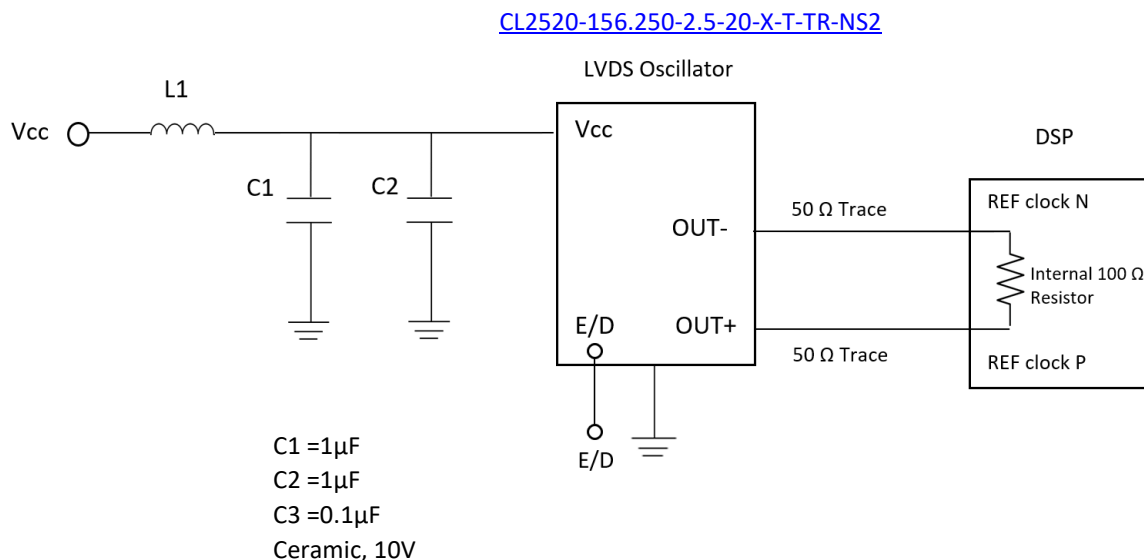 CL2520-156.250-2.5-20-X-T-TR-NS2
LVDS Oscillator
L1
Vcc
Vcc
DSP
C1
C2
50 Ω Trace
REF clock N
OUT-
Internal 100 Ω
Resistor
E/D
OUT+
50 Ω Trace
REF clock P
E/D
C1 =1µF
C2 =1µF
C3 =0.1µF
Ceramic, 10V